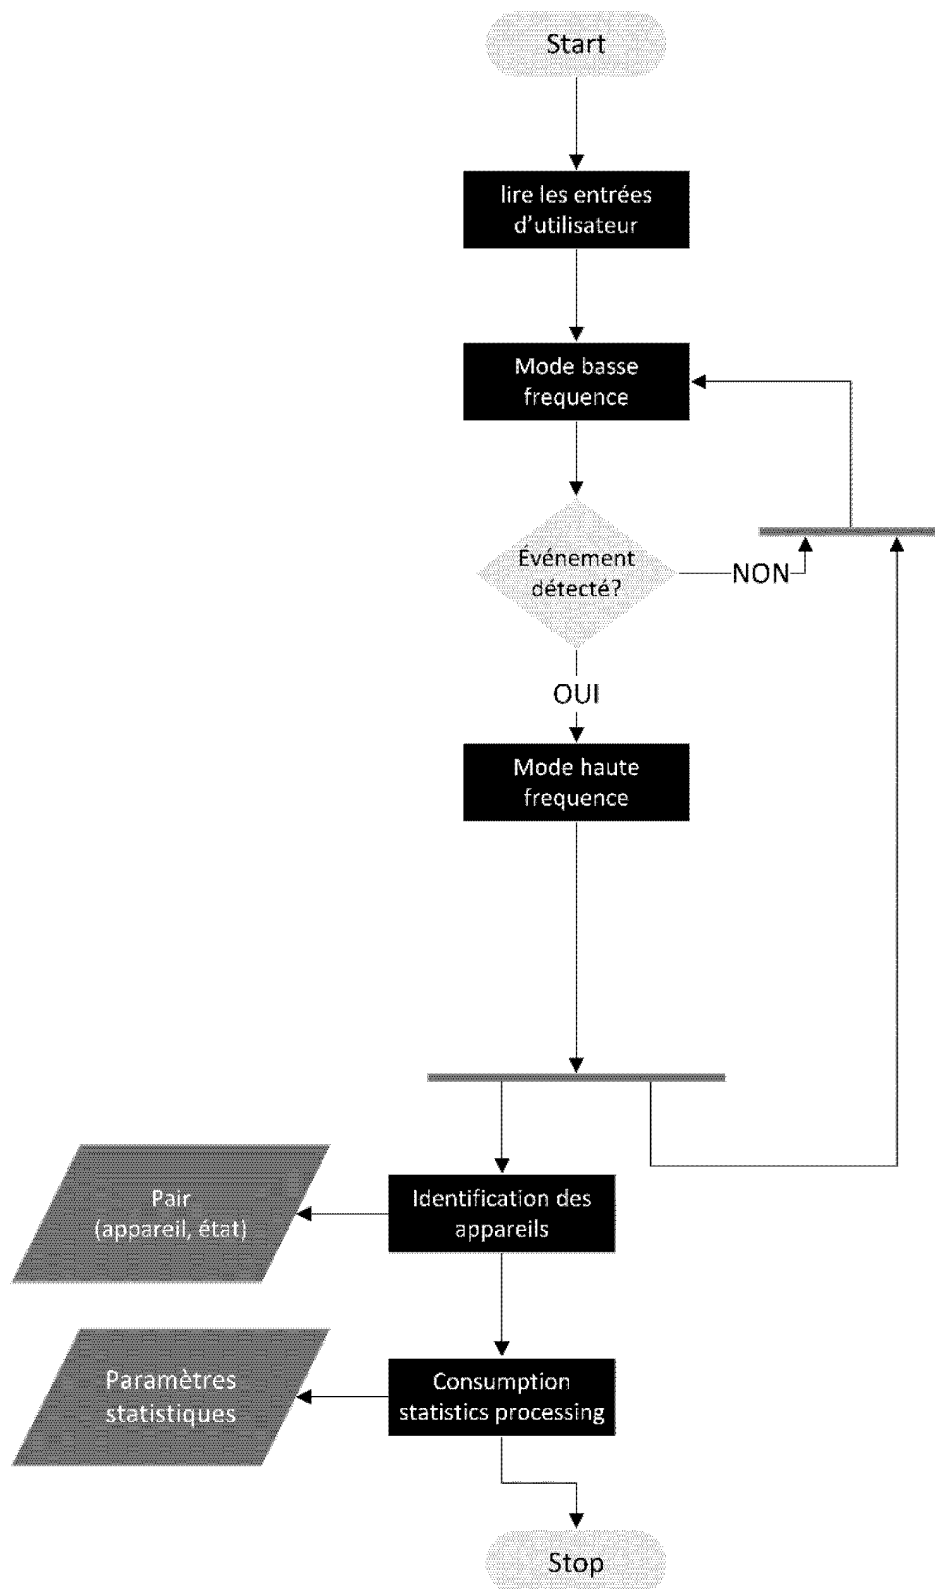 Start
lire les entrées
d'utilisateur
Mode basse
frequence
Événement
détecté?
NON
OUI
Mode haute
frequence
Pair
(appareil, état)
Identification des
appareils
Paramètres
statistiques
Consumption
statistics processing
Stop